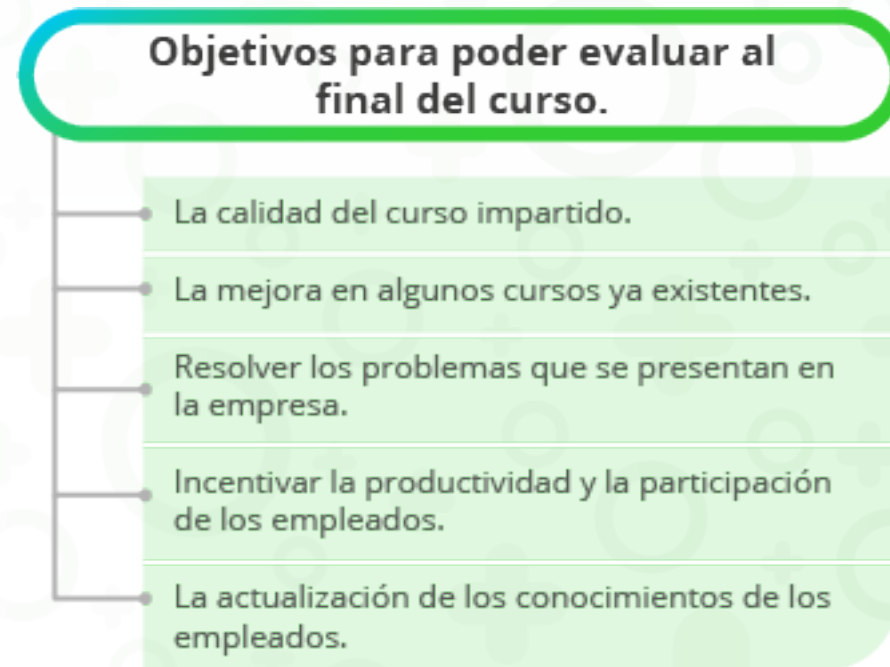 Objetivos para poder evaluar al
final del curso.
La calidad del curso impartido.
La mejora en algunos cursos ya existentes.
Resolver los problemas que se presentan en
la empresa.
Incentivar la productividad y la participación
de los empleados.
La actualización de los conocimientos de los
empleados.